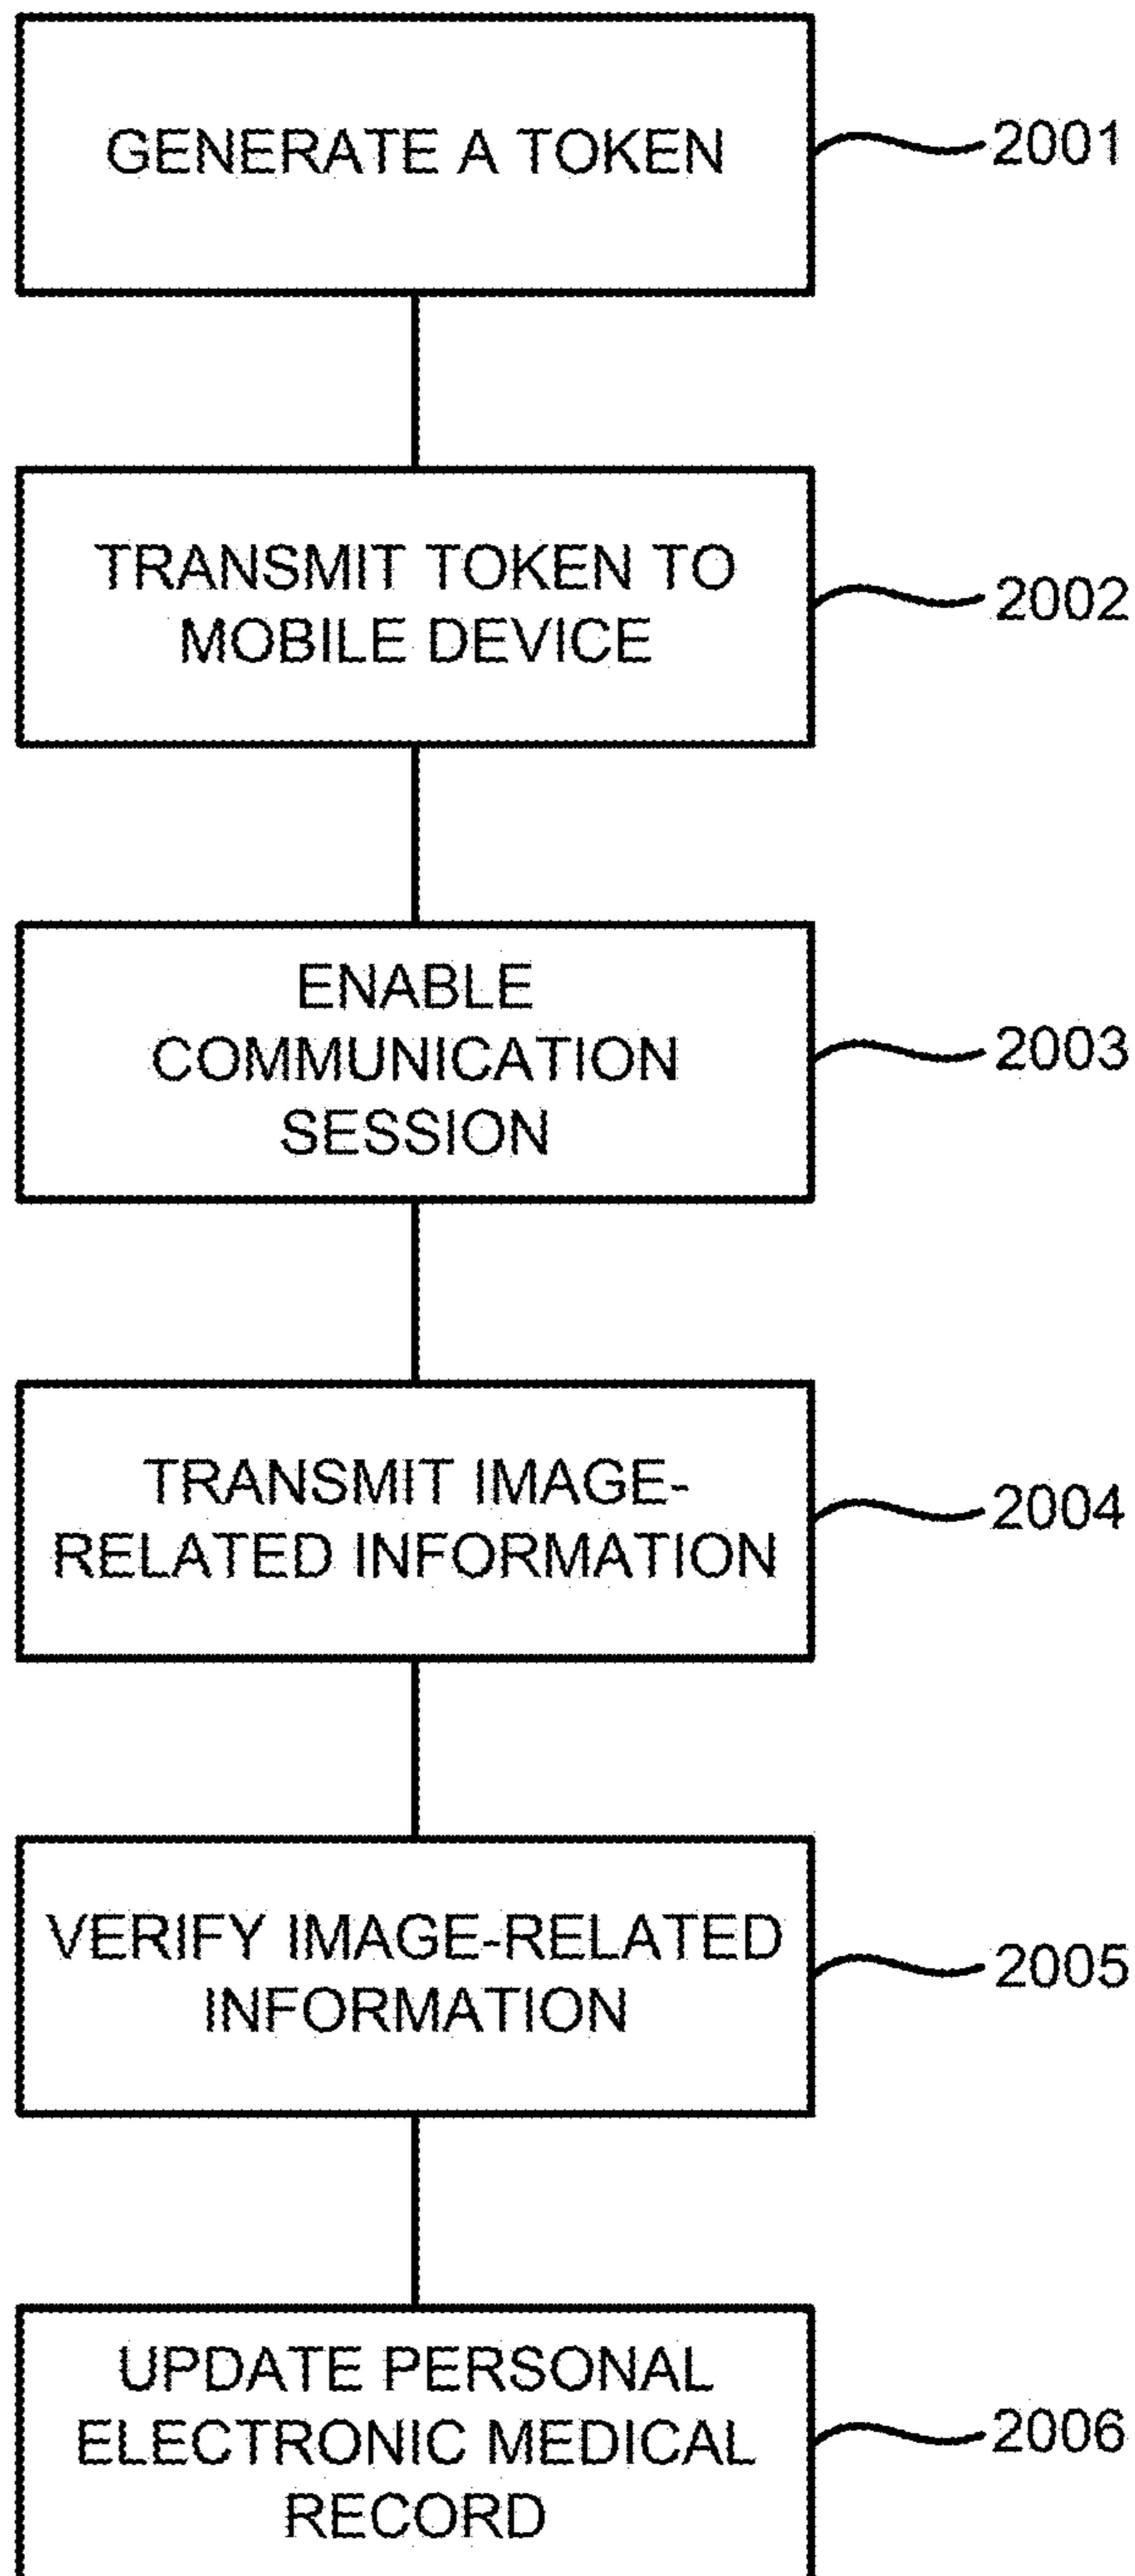 GENERATE A TOKEN
2001
TRANSMIT TOKEN TO
MOBILE DEVICE
2002
ENABLE
COMMUNICATION
SESSION
2003
TRANSMIT IMAGE-
RELATED INFORMATION
2004
VERIFY IMAGE-RELATED
INFORMATION
2005
UPDATE PERSONAL
ELECTRONIC MEDICAL
RECORD
2006